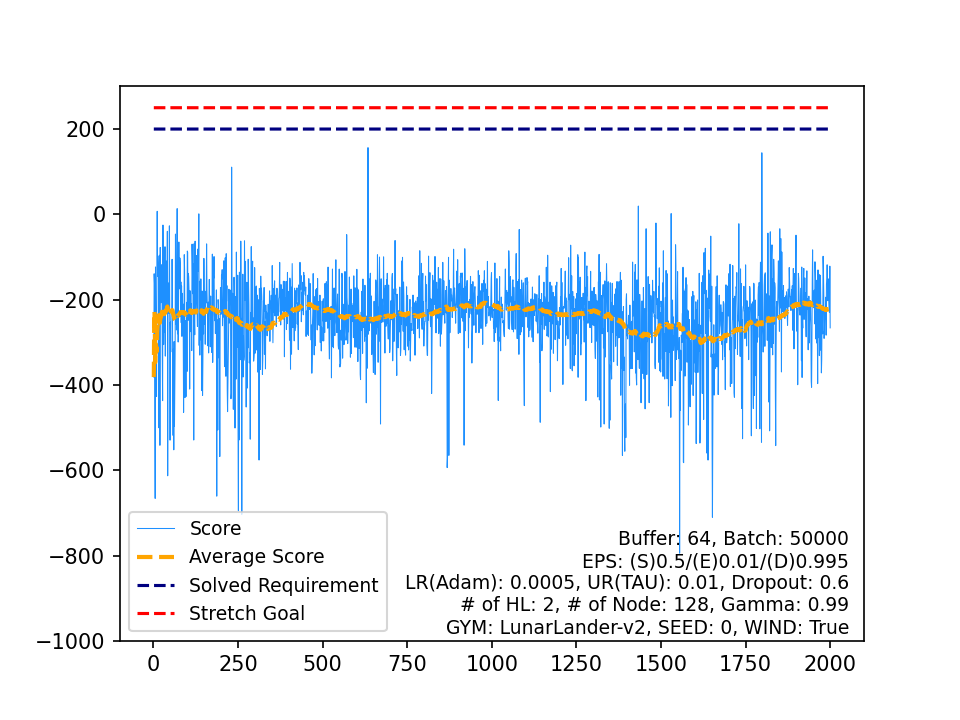 200
0
−200
−400
−600
−800
−1000
0 250 500 750 1000 1250 1500 1750 2000
Score
Average Score
Solved Requirement
Stretch Goal
Buffer: 64, Batch: 50000
EPS: (S)0.5/(E)0.01/(D)0.995
LR(Adam): 0.0005, UR(TAU): 0.01, Dropout: 0.6
# of HL: 2, # of Node: 128, Gamma: 0.99
GYM: LunarLander-v2, SEED: 0, WIND: True